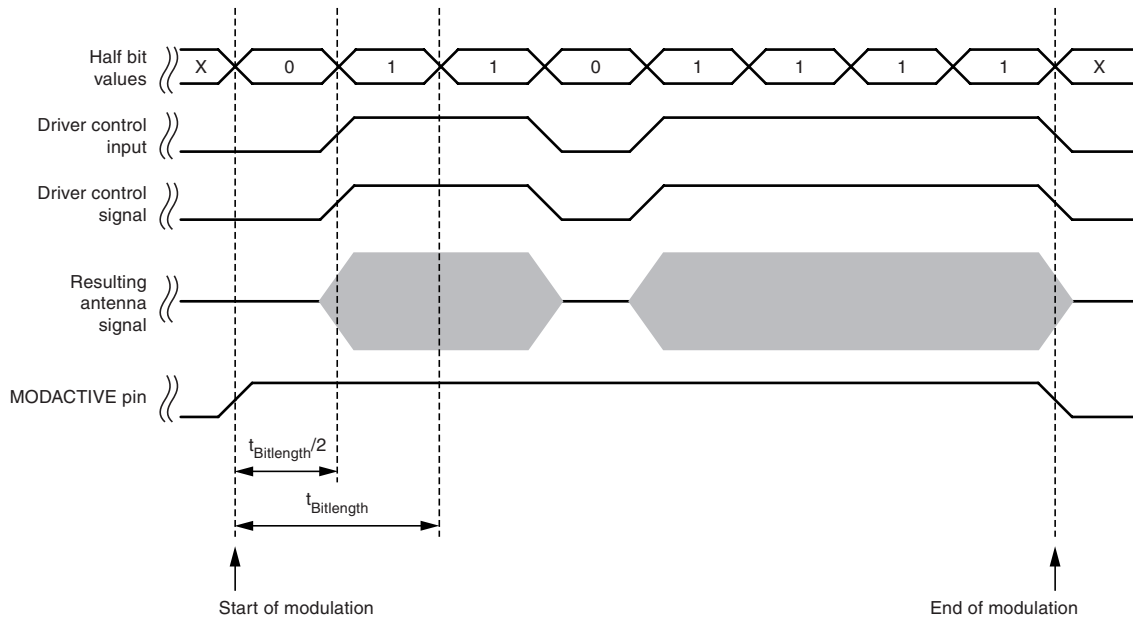 Half bit
values
X 0 1 1 0 1 1 1 1 X
Driver control
input
Driver control
signal
Resulting
antenna
signal
MODACTIVE pin
tBitlength/2
tBitlength
Start of modulation
End of modulation